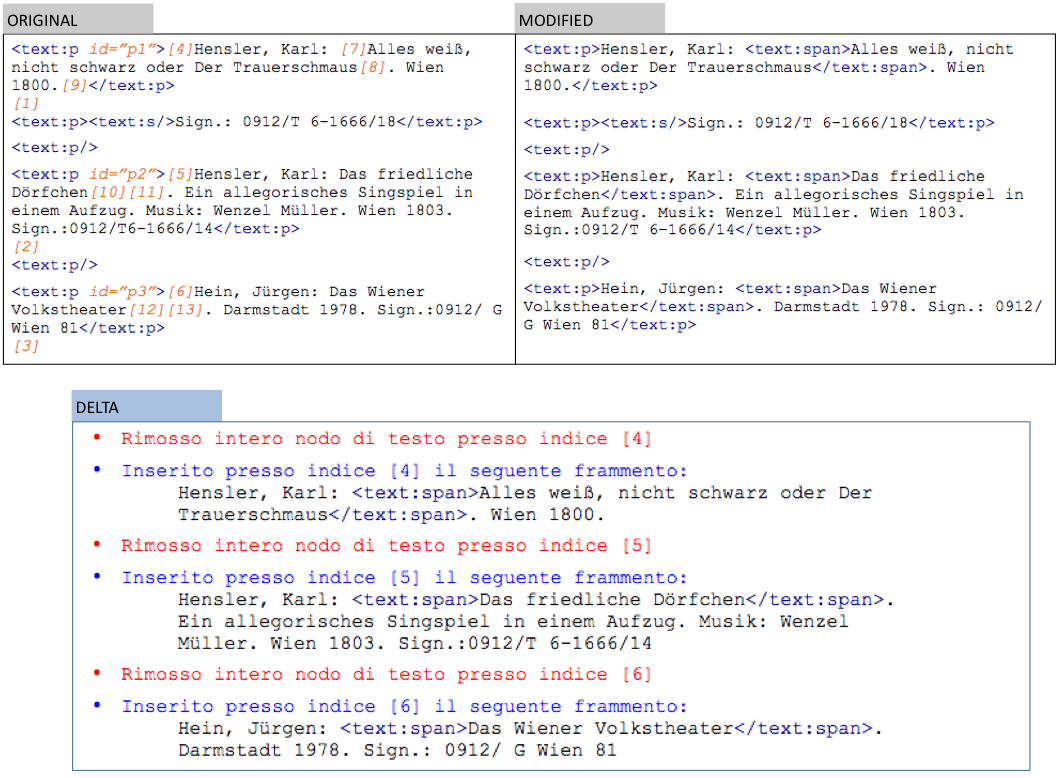 ORIGINAL
<text:p id="p1">[4]Hensler, Karl: [7]Alles weiß,
nicht schwarz oder Der Trauerschmaus[8]. Wien
1800.[9]</text:p>
[1]
<text:p><text:s/>Sign.: 0912/T 6-1666/18</text:p>
<text:p/>
<text:p id="p2">[5]Hensler, Karl: Das friedliche
Dörfchen[10][11]. Ein allegorisches Singspiel in
einem Aufzug. Musik: Wenzel Müller. Wien 1803.
Sign.:0912/T6-1666/14</text:p>
[2]
<text:p/>
<text:p id="p3">[6]Hein, Jürgen: Das Wiener
Volkstheater[12][13]. Darmstadt 1978. Sign.:0912/ G
Wien 81</text:p>
[3]
MODIFIED
<text:p>Hensler, Karl: <text:span>Alles weiß, nicht
schwarz oder Der Trauerschmaus</text:span>. Wien
1800.</text:p>
<text:p><text:s/>Sign.: 0912/T 6-1666/18</text:p>
<text:p/>
<text:p>Hensler, Karl: <text:span>Das friedliche
Dörfchen</text:span>. Ein allegorisches Singspiel in
einem Aufzug. Musik: Wenzel Müller. Wien 1803.
Sign.:0912/T 6-1666/14</text:p>
<text:p/>
<text:p>Hein, Jürgen: <text:span>Das Wiener
Volkstheater</text:span>. Darmstadt 1978. Sign.: 0912/
G Wien 81</text:p>
DELTA
• Rimosso intero nodo di testo presso indice [4]
• Inserito presso indice [4] il seguente frammento:
Hensler, Karl: <text:span>Alles weiß, nicht schwarz oder Der
Trauerschmaus</text:span>. Wien 1800.
• Rimosso intero nodo di testo presso indice [5]
• Inserito presso indice [5] il seguente frammento:
Hensler, Karl: <text:span>Das friedliche Dörfchen</text:span>.
Ein allegorisches Singspiel in einem Aufzug. Musik: Wenzel
Müller. Wien 1803. Sign.:0912/T 6-1666/14
• Rimosso intero nodo di testo presso indice [6]
• Inserito presso indice [6] il seguente frammento:
Hein, Jürgen: <text:span>Das Wiener Volkstheater</text:span>.
Darmstadt 1978. Sign.: 0912/ G Wien 81